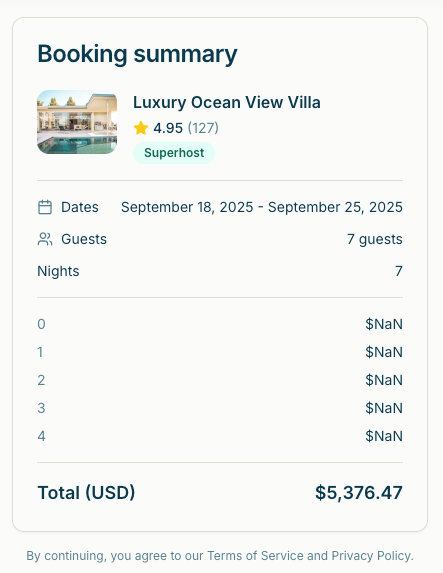 Booking summary
Luxury Ocean View Villa
4.95 (127)
Superhost
Dates September 18, 2025 - September 25, 2025
Guests 7 guests
Nights 7
0 $NaN
1 $NaN
2 $NaN
3 $NaN
4 $NaN
Total (USD) $5,376.47
By continuing, you agree to our Terms of Service and Privacy Policy.